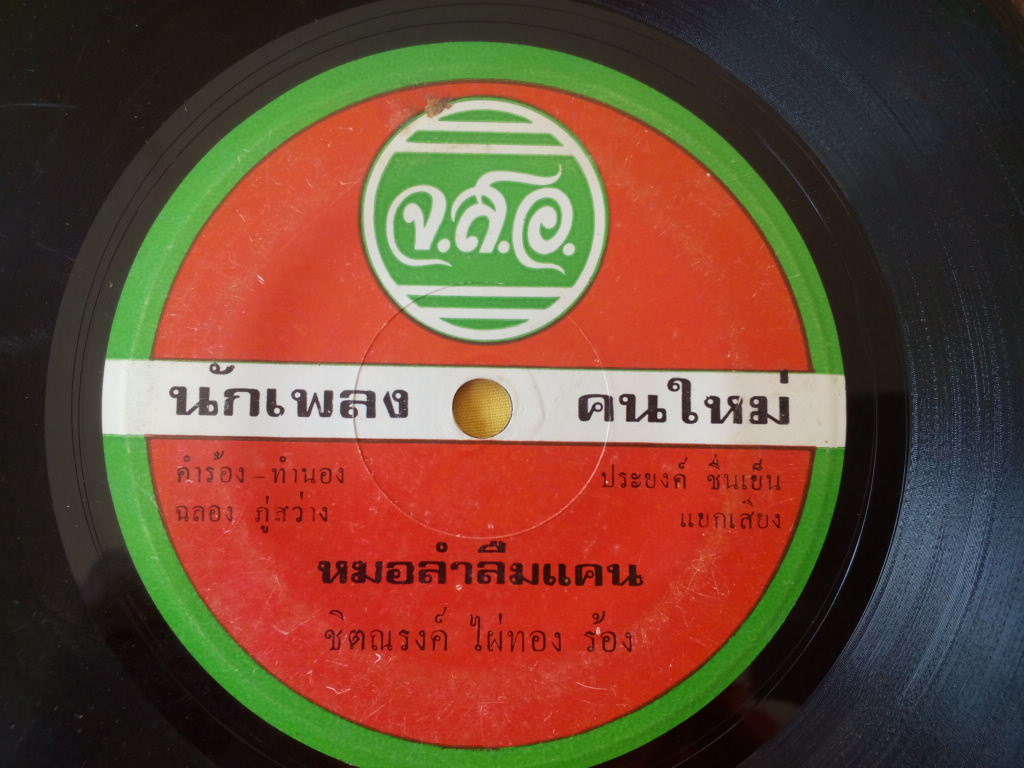 จ.ส.อ.
นักเพลง คนใหม่
คำร้อง - ทำนอง
ฉลอง ภู่สว่าง
ประยงค์ ชื่นเย็น
แยกเสียง
หมอลำลืมแคน
ชิตณรงค์ ไผ่ทอง ร้อง